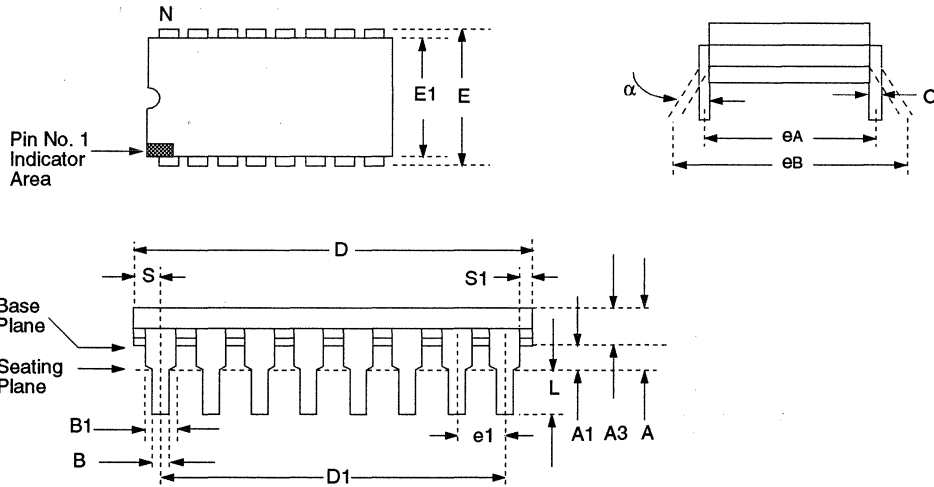 N
E1
E
Pin No. 1
Indicator
Area
α
C
eA
eB
D
S
S1
Base
Plane
Seating
Plane
L
B1
e1
A1
A3
A
B
D1